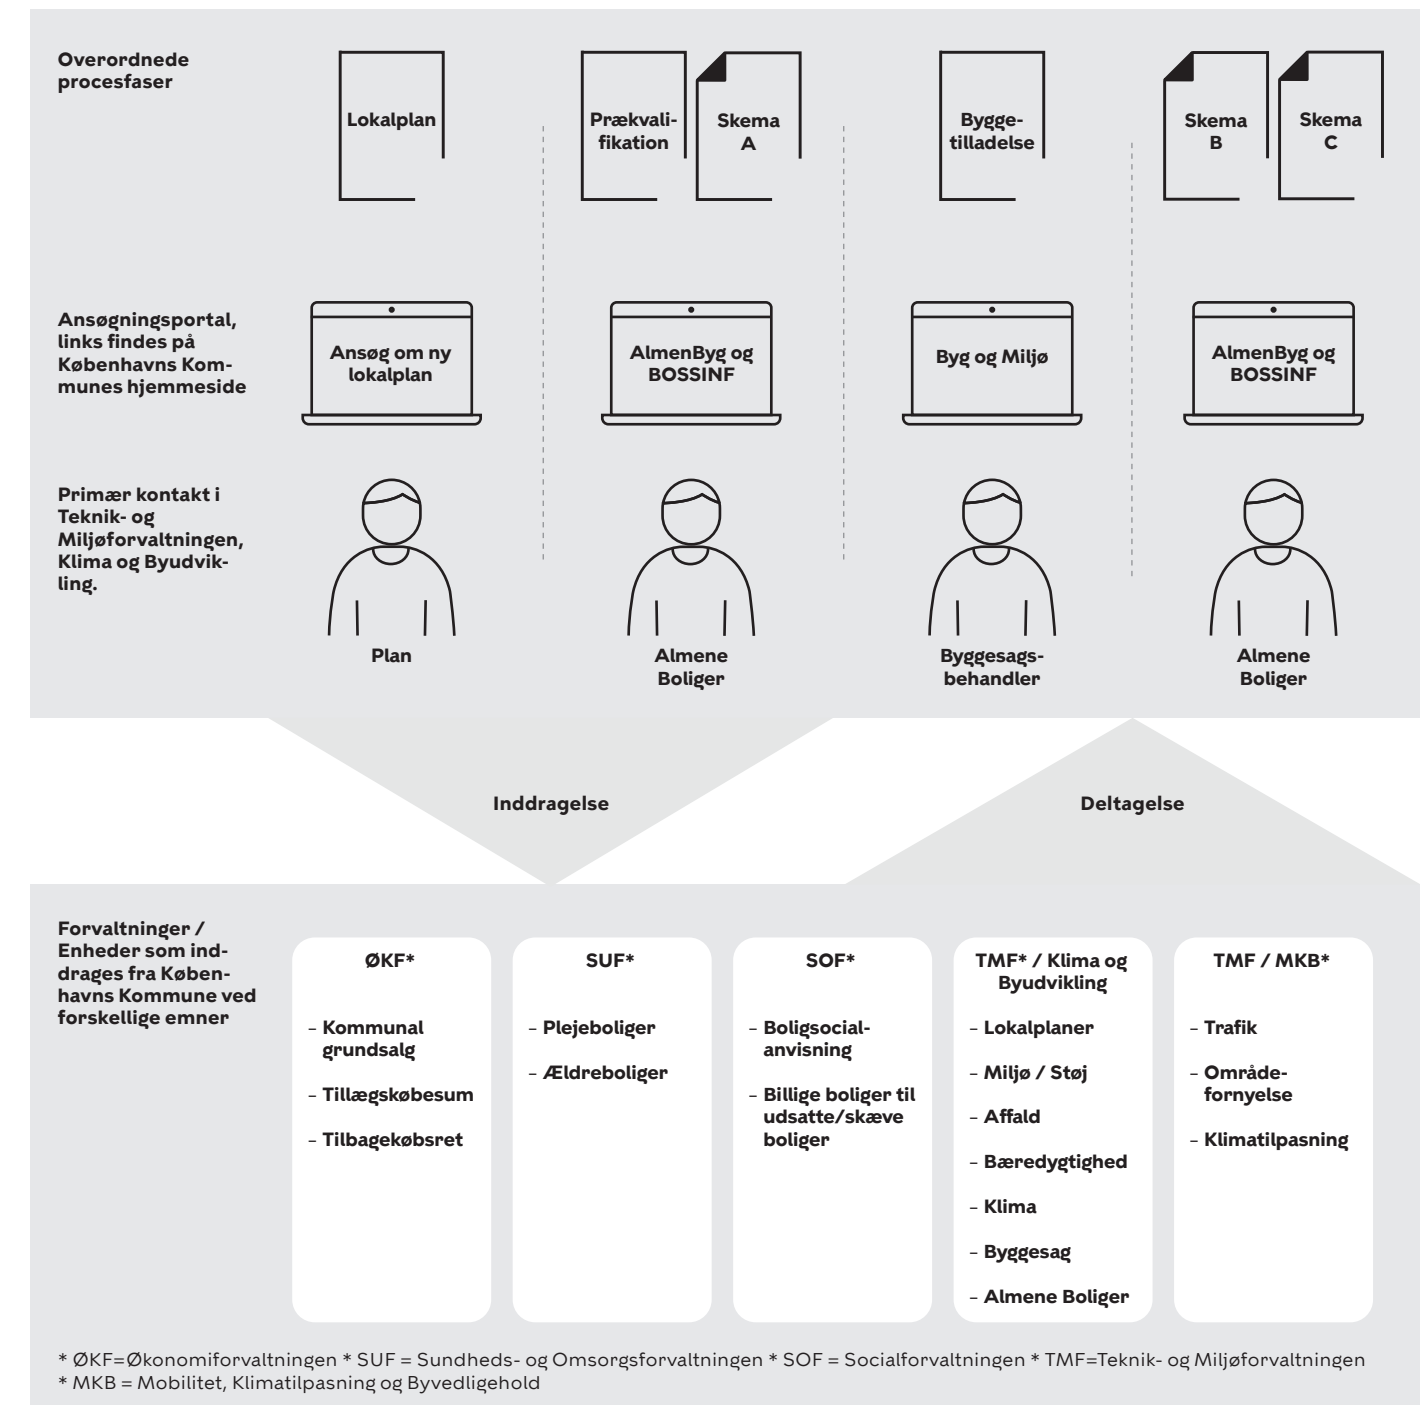 Overordnede
procesfaser
Lokalplan
Prækvali-
fikation
Skema
A
Bygge-
tilladelse
Skema
B
Skema
C
Ansøgningsportal,
links findes på
Københavns Kom-
munes hjemmeside
Ansøg om ny
lokalplan
AlmenByg og
BOSSINF
Byg og Miljø
AlmenByg og
BOSSINF
Primær kontakt i
Teknik- og
Miljøforvaltningen,
Klima og Byudvik-
ling.
Plan
Almene
Boliger
Byggesags-
behandler
Almene
Boliger
Inddragelse
Deltagelse
Forvaltninger /
Enheder som ind-
drages fra Køben-
havns Kommune ved
forskellige emner
ØKF*
– Kommunal
grundsalg
– Tillægskøbesum
– Tilbagekøbsret
SUF*
– Plejeboliger
– Ældreboliger
SOF*
– Boligsocial-
anvisning
– Billige boliger til
udsatte/skæve
boliger
TMF* / Klima og
Byudvikling
– Lokalplaner
– Miljø / Støj
– Affald
– Bæredygtighed
– Klima
– Byggesag
– Almene Boliger
TMF / MKB*
– Trafik
– Område-
fornyelse
– Klimatilpasning
* ØKF=Økonomiforvaltningen * SUF = Sundheds- og Omsorgsforvaltningen * SOF = Socialforvaltningen * TMF=Teknik- og Miljøforvaltningen
* MKB = Mobilitet, Klimatilpasning og Byvedligehold